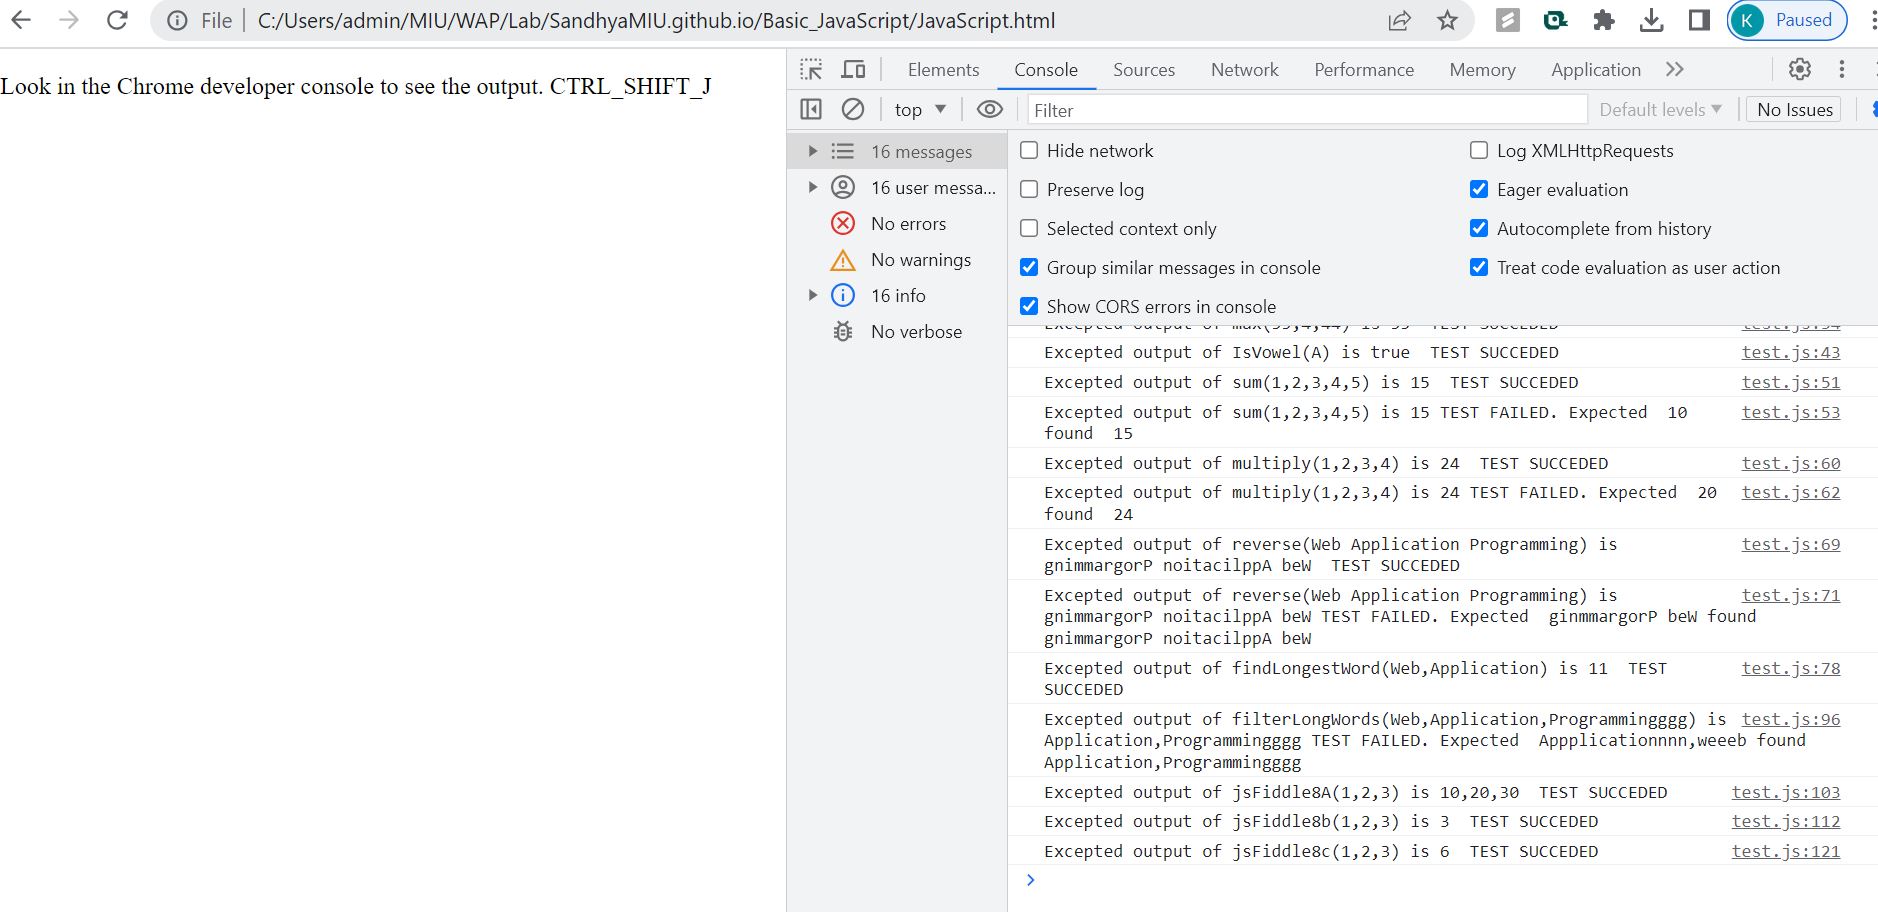 File C:/Users/admin/MIU/WAP/Lab/SandhyaMIU.github.io/Basic_JavaScript/JavaScript.html K Paused
Look in the Chrome developer console to see the output. CTRL_SHIFT_J
Elements Console Sources Network Performance Memory Application
top Filter Default levels No Issues
16 messages
16 user messa...
No errors
No warnings
16 info
No verbose
Hide network Log XMLHttpRequests
Preserve log Eager evaluation
Selected context only Autocomplete from history
Group similar messages in console Treat code evaluation as user action
Show CORS errors in console
Excepted output of IsVowel(A) is true TEST SUCCEDED test.js:43
Excepted output of sum(1,2,3,4,5) is 15 TEST SUCCEDED test.js:51
Excepted output of sum(1,2,3,4,5) is 15 TEST FAILED. Expected 10 test.js:53
found 15
Excepted output of multiply(1,2,3,4) is 24 TEST SUCCEDED test.js:60
Excepted output of multiply(1,2,3,4) is 24 TEST FAILED. Expected 20 test.js:62
found 24
Excepted output of reverse(Web Application Programming) is test.js:69
gnimmargorP noitacilppA beW TEST SUCCEDED
Excepted output of reverse(Web Application Programming) is test.js:71
gnimmargorP noitacilppA beW TEST FAILED. Expected ginmmargorP beW found
gnimmargorP noitacilppA beW
Excepted output of findLongestWord(Web,Application) is 11 TEST test.js:78
SUCCEDED
Excepted output of filterLongWords(Web,Application,Programmingggg) is test.js:96
Application,Programmingggg TEST FAILED. Expected Appplicationnnn,weeeb found
Application,Programmingggg
Excepted output of jsFiddle8A(1,2,3) is 10,20,30 TEST SUCCEDED test.js:103
Excepted output of jsFiddle8b(1,2,3) is 3 TEST SUCCEDED test.js:112
Excepted output of jsFiddle8c(1,2,3) is 6 TEST SUCCEDED test.js:121